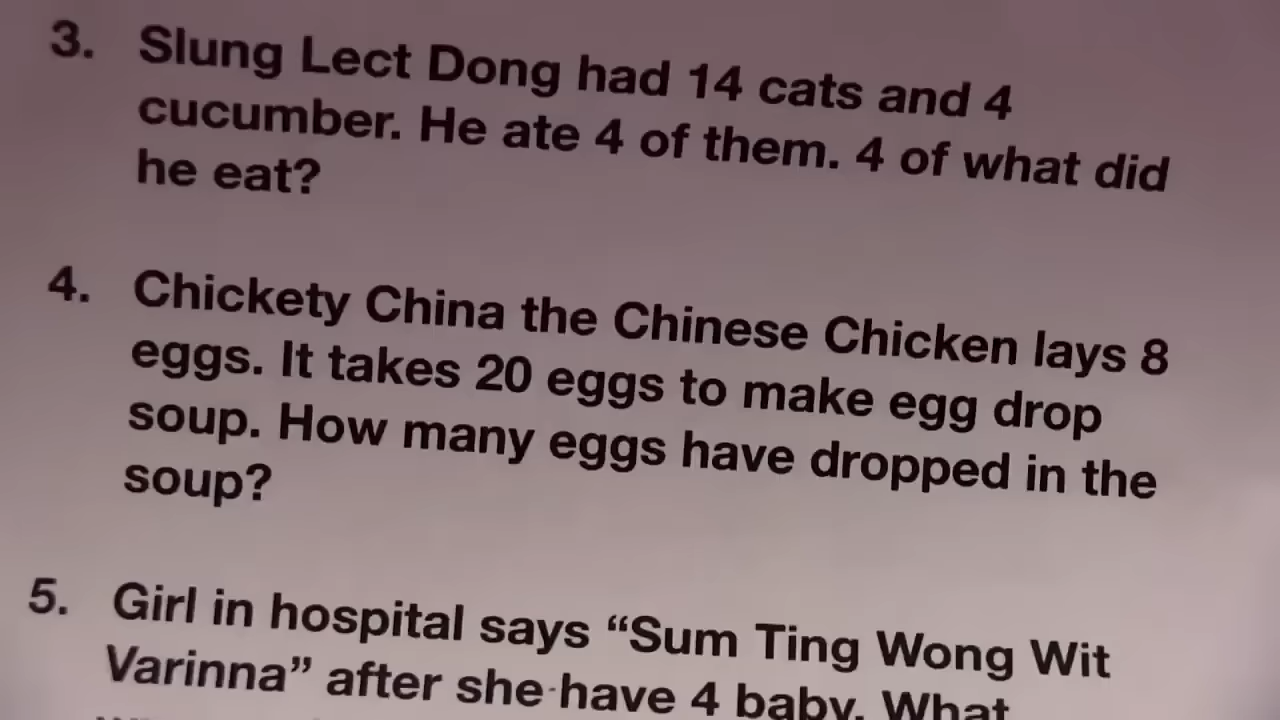 3. Slung Lect Dong had 14 cats and 4
cucumber. He ate 4 of them. 4 of what did
he eat?
4. Chickety China the Chinese Chicken lays 8
eggs. It takes 20 eggs to make egg drop
soup. How many eggs have dropped in the
soup?
5. Girl in hospital says “Sum Ting Wong Wit
Varinna” after she have 4 baby. What